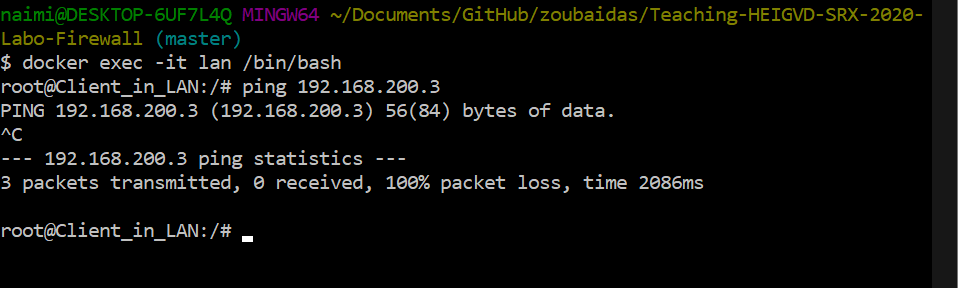 naimi@DESKTOP-6UF7L4Q MINGW64 ~/Documents/GitHub/zoubaidas/Teaching-HEIGVD-SRX-2020-
Labo-Firewall (master)
$ docker exec -it lan /bin/bash
root@Client_in_LAN:/# ping 192.168.200.3
PING 192.168.200.3 (192.168.200.3) 56(84) bytes of data.
^C
--- 192.168.200.3 ping statistics ---
3 packets transmitted, 0 received, 100% packet loss, time 2086ms
root@Client_in_LAN:/#